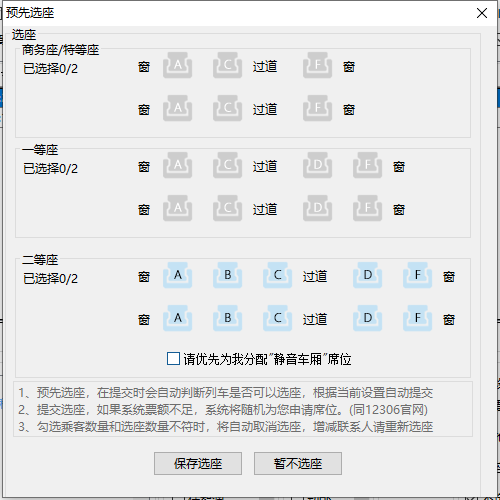 预先选座
选座
商务座/特等座
已选择0/2
窗 A C 过道 F 窗
窗 A C 过道 F 窗
一等座
已选择0/2
窗 A C 过道 D F 窗
窗 A C 过道 D F 窗
二等座
已选择0/2
窗 A B C 过道 D F 窗
窗 A B C 过道 D F 窗
请优先为我分配"静音车厢"席位
1、预先选座，在提交时会自动判断列车是否可以选座，根据当前设置自动提交
2、提交选座，如果系统票额不足，系统将随机为您申请席位。(同12306官网)
3、勾选乘客数量和选座数量不符时，将自动取消选座，增减联系人请重新选座
保存选座 暂不选座